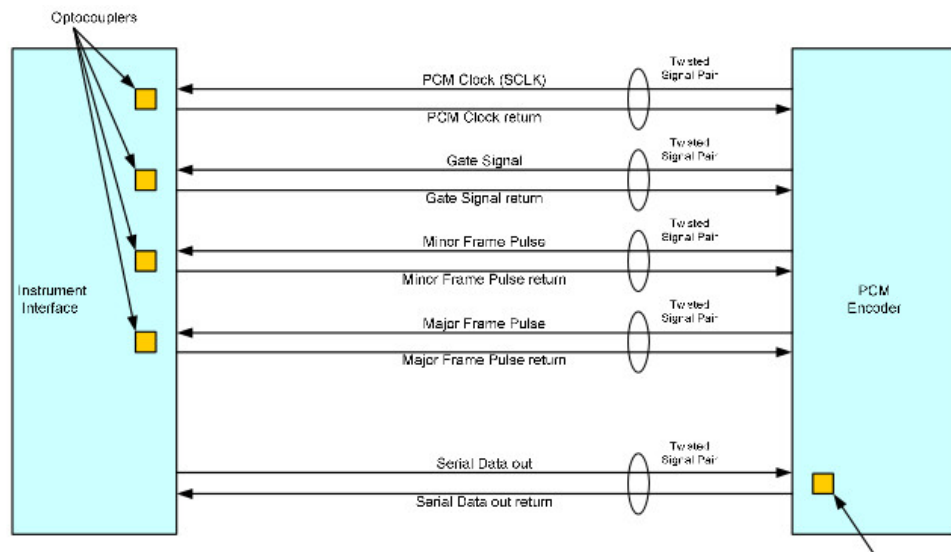 Optocouplers
Twisted
Signal Pair
PCM Clock (SCLK)
PCM Clock return
Twisted
Signal Pair
Gate Signal
Gate Signal return
Twisted
Signal Pair
Minor Frame Pulse
Minor Frame Pulse return
Instrument
Interface
PCM
Encoder
Twisted
Signal Pair
Major Frame Pulse
Major Frame Pulse return
Twisted
Signal Pair
Serial Data out
Serial Data out return